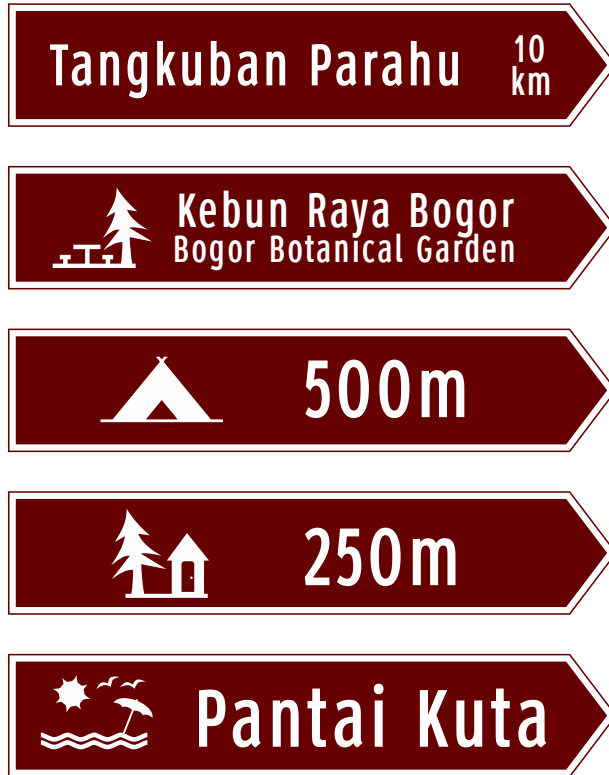 Tangkuban Parahu
10
km
Kebun Raya Bogor
Bogor Botanical Garden
500m
250m
Pantai Kuta